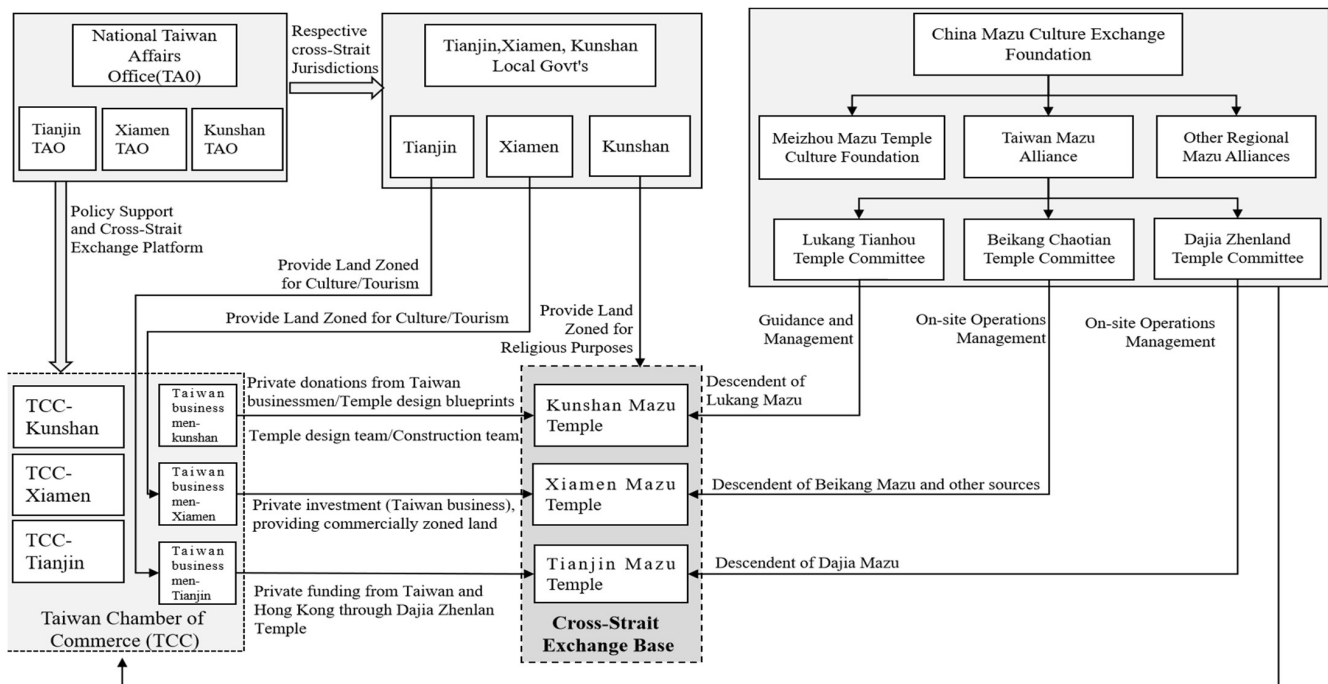 National Taiwan
Affairs
Office(TA0)
Tianjin
TAO
Xiamen
TAO
Kunshan
TAO
Respective
cross-Strait
Jurisdictions
Tianjin,Xiamen, Kunshan
Local Govt's
Tianjin
Xiamen
Kunshan
China Mazu Culture Exchange
Foundation
Meizhou Mazu Temple
Culture Foundation
Taiwan Mazu
Alliance
Other Regional
Mazu Alliances
Lukang Tianhou
Temple Committee
Beikang Chaotian
Temple Committee
Dajia Zhenland
Temple Committee
Policy Support
and Cross-Strait
Exchange Platform
Provide Land Zoned
for Culture/Tourism
Provide Land Zoned for Culture/Tourism
Provide Land
Zoned for
Religious Purposes
Guidance and
Management
On-site Operations
Management
On-site Operations
Management
TCC-
Kunshan
TCC-
Xiamen
TCC-
Tianjin
Taiwan
business
men-
kunshan
Taiwan
business
men-
Xiamen
Taiwan
business
men-
Tianjin
Taiwan Chamber of
Commerce (TCC)
Private donations from Taiwan
businessmen/Temple design blueprints
Temple design team/Construction team
Private investment (Taiwan business),
providing commercially zoned land
Private funding from Taiwan and
Hong Kong through Dajia Zhenlan
Temple
Kunshan Mazu
Temple
Xiamen Mazu
Temple
Tianjin Mazu
Temple
Cross-Strait
Exchange Base
Descendent of
Lukang Mazu
Descendent of Beikang Mazu and other sources
Descendent of Dajia Mazu